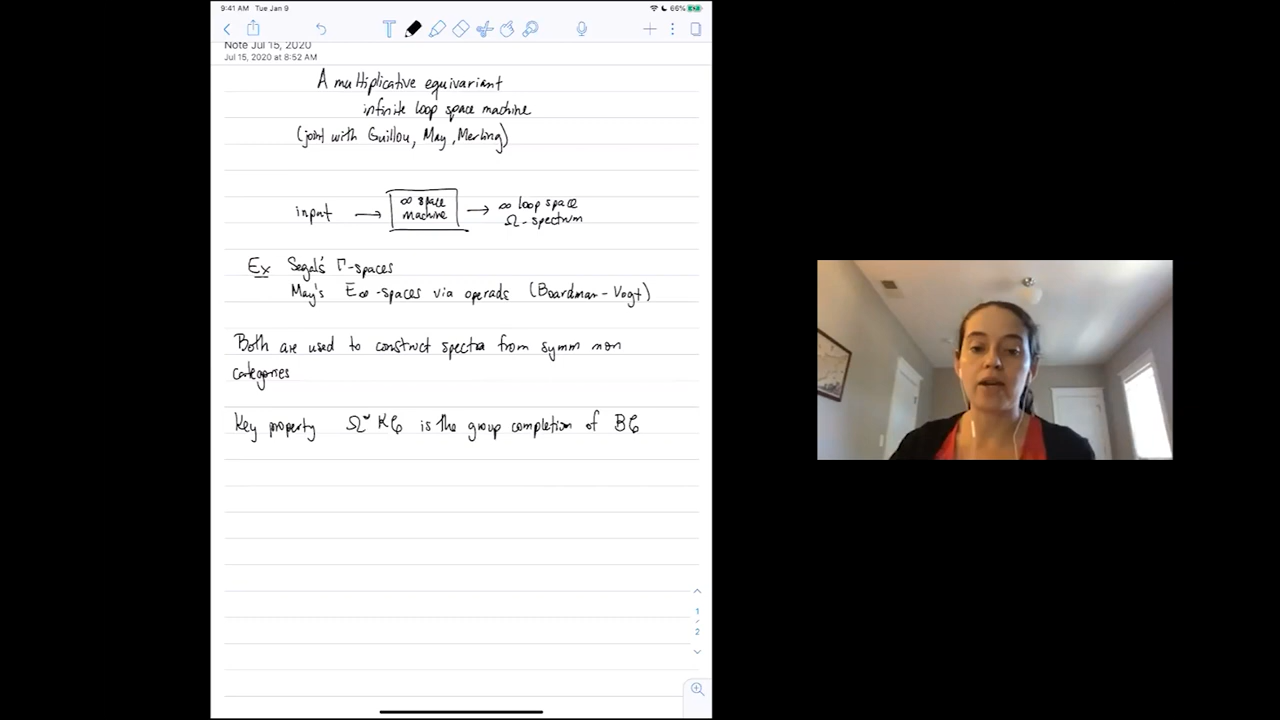 9:41 AM Tue Jan 9
66%
Note Jul 15, 2020
Jul 15, 2020 at 8:52 AM
A multiplicative equivariant
infinite loop space machine
(joint with Guillou, May, Merling)
input → ∞ space machine → ∞ loop space
Ω-spectrum
Ex Segal's Γ-spaces
May's E∞-spaces via operads (Boardman-Vogt)
Both are used to construct spectra from symm mon
categories
Key property Ω^∞ K𝒞 is the group completion of B𝒞
1
2